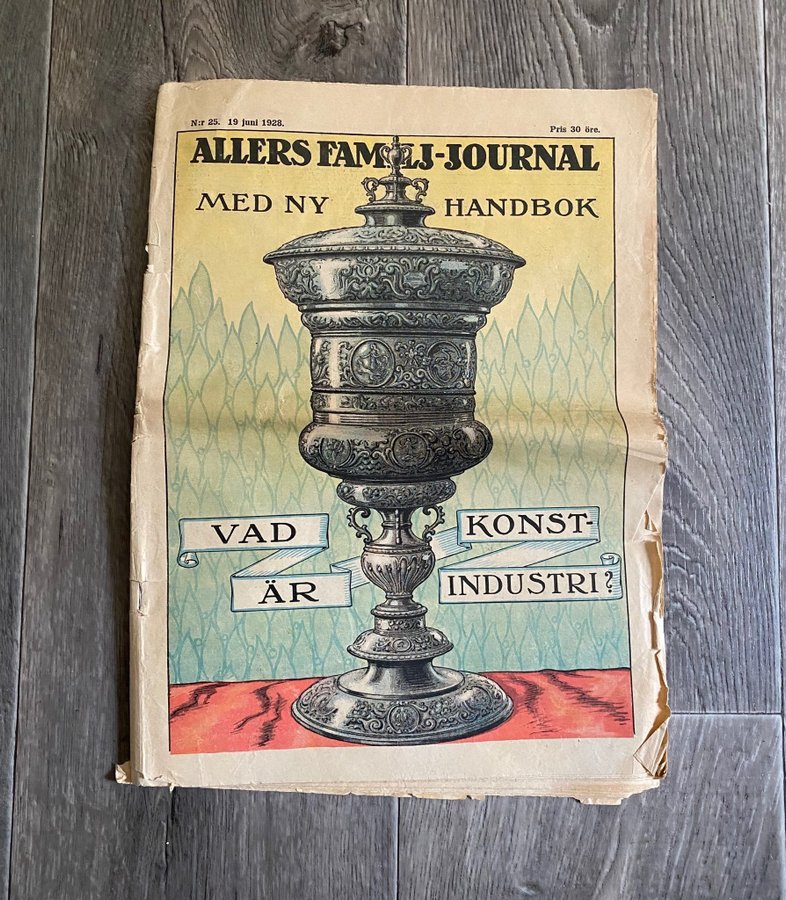 N:r 25. 19 juni 1928.
Pris 30 öre.
ALLERS FAMILJ-JOURNAL
MED NY HANDBOK
VAD
ÄR
KONST-
INDUSTRI?